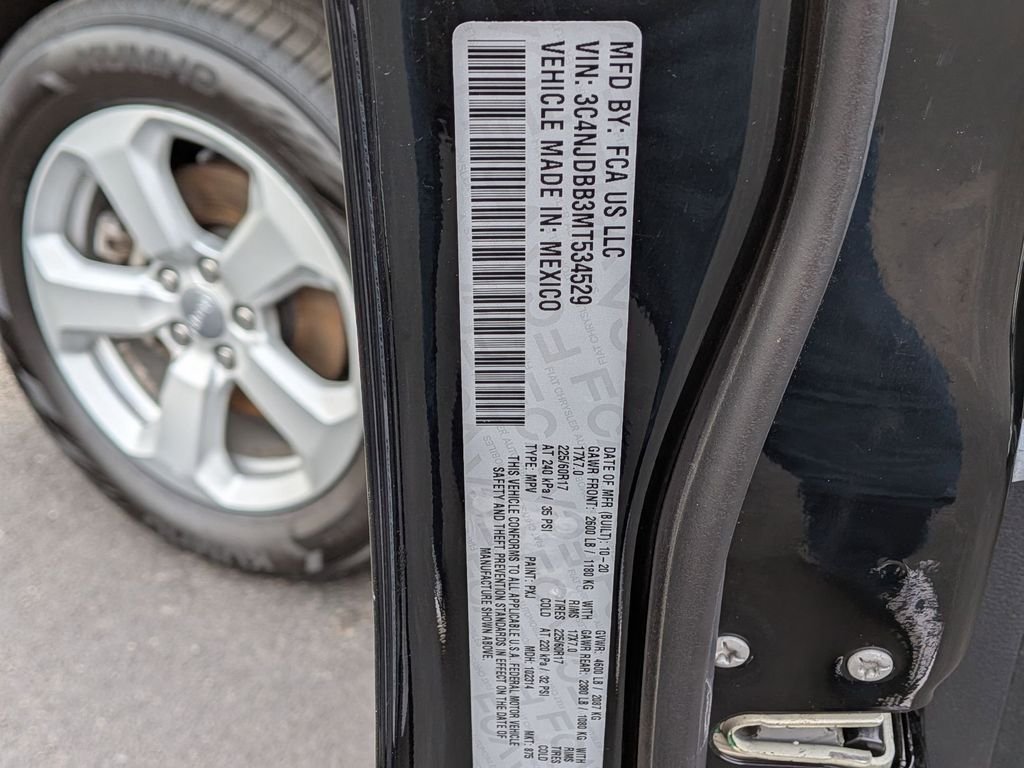 MFD BY: FCA US LLC
VIN: 3C4NJDBB3MT534529
VEHICLE MADE IN: MEXICO
DATE OF MFR (BUILT): 10-20 GVWR: 4600 LB / 2087 KG
GAWR FRONT: 2600 LB / 1180 KG WITH GAWR REAR: 2380 LB / 1080 KG WITH
17X7.0 RIMS 17X7.0 RIMS
225/60R17 TIRES 225/60R17 TIRES
AT 240 kPa / 35 PSI COLD AT 220 kPa / 32 PSI COLD
TYPE: MPV PAINT: PXJ MDH: 102314 MKT: 875
THIS VEHICLE CONFORMS TO ALL APPLICABLE U.S.A. FEDERAL MOTOR VEHICLE
SAFETY AND THEFT PREVENTION STANDARDS IN EFFECT ON THE DATE OF
MANUFACTURE SHOWN ABOVE.
KUMHO
Jeep